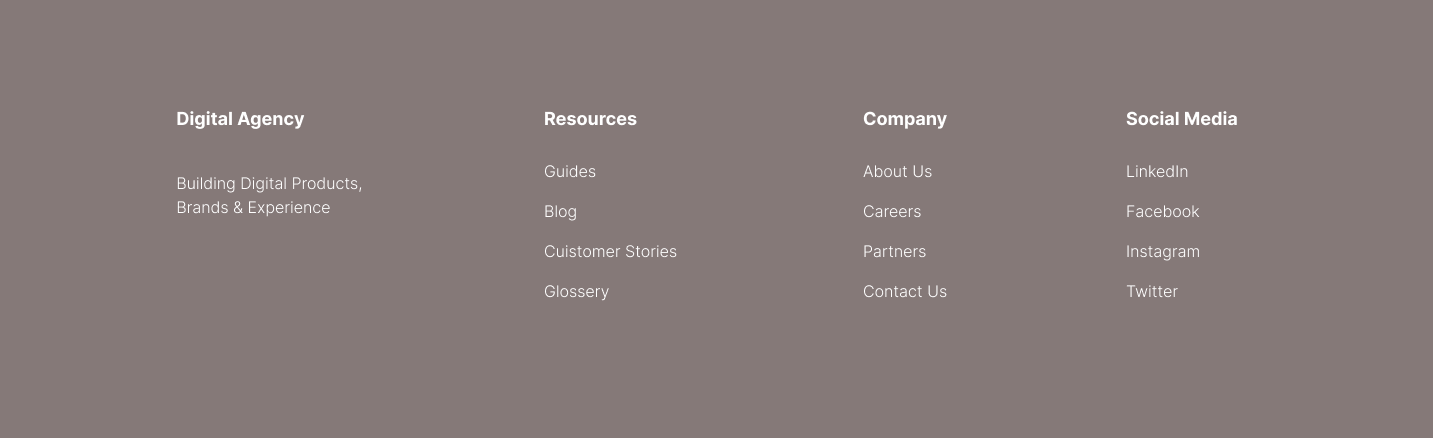 Digital Agency
Building Digital Products,
Brands & Experience
Resources
Guides
Blog
Cuistomer Stories
Glossery
Company
About Us
Careers
Partners
Contact Us
Social Media
LinkedIn
Facebook
Instagram
Twitter